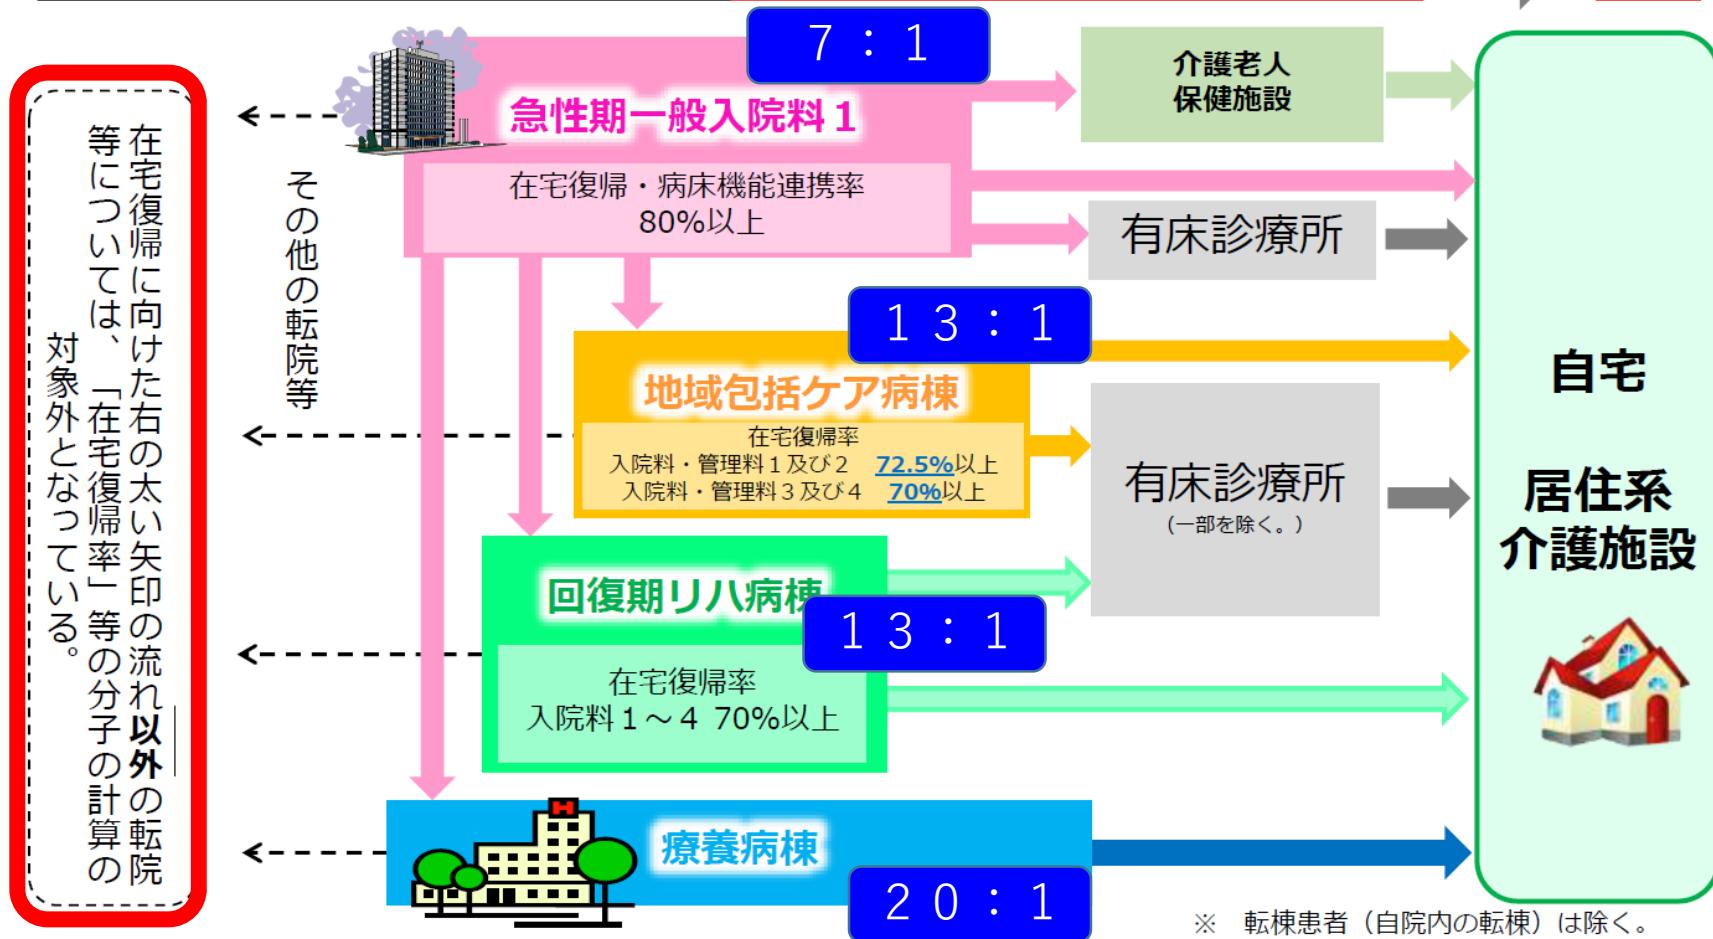 在宅復帰に向けた右の太い矢印の流れ以外の転院
等については、「在宅復帰率」等の分子の計算の
対象外となっている。
その他の転院等
7：1
急性期一般入院料1
在宅復帰・病床機能連携率
80%以上
介護老人
保健施設
有床診療所
13：1
地域包括ケア病棟
在宅復帰率
入院料・管理料1及び2 72.5%以上
入院料・管理料3及び4 70%以上
有床診療所
(一部を除く。)
回復期リハ病棟
13：1
在宅復帰率
入院料1～4 70%以上
療養病棟
20：1
自宅
居住系
介護施設
H
※ 転棟患者（自院内の転棟）は除く。